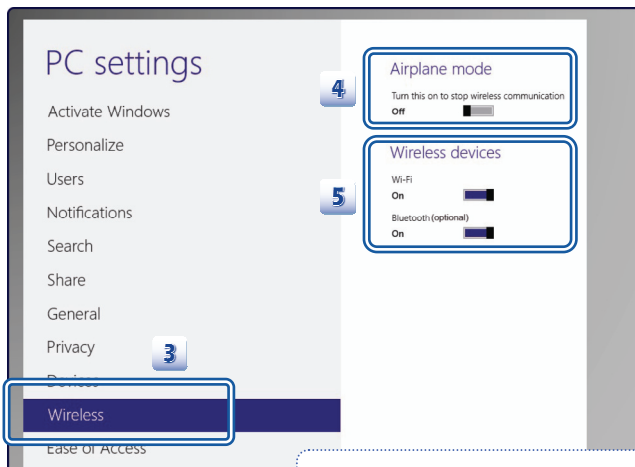 PC settings
Activate Windows
Personalize
Users
Notifications
Search
Share
General
Privacy
3
Devices
Wireless
Ease of Access
4
Airplane mode
Turn this on to stop wireless communication
Off
5
Wireless devices
Wi-Fi
On
Bluetooth (optional)
On